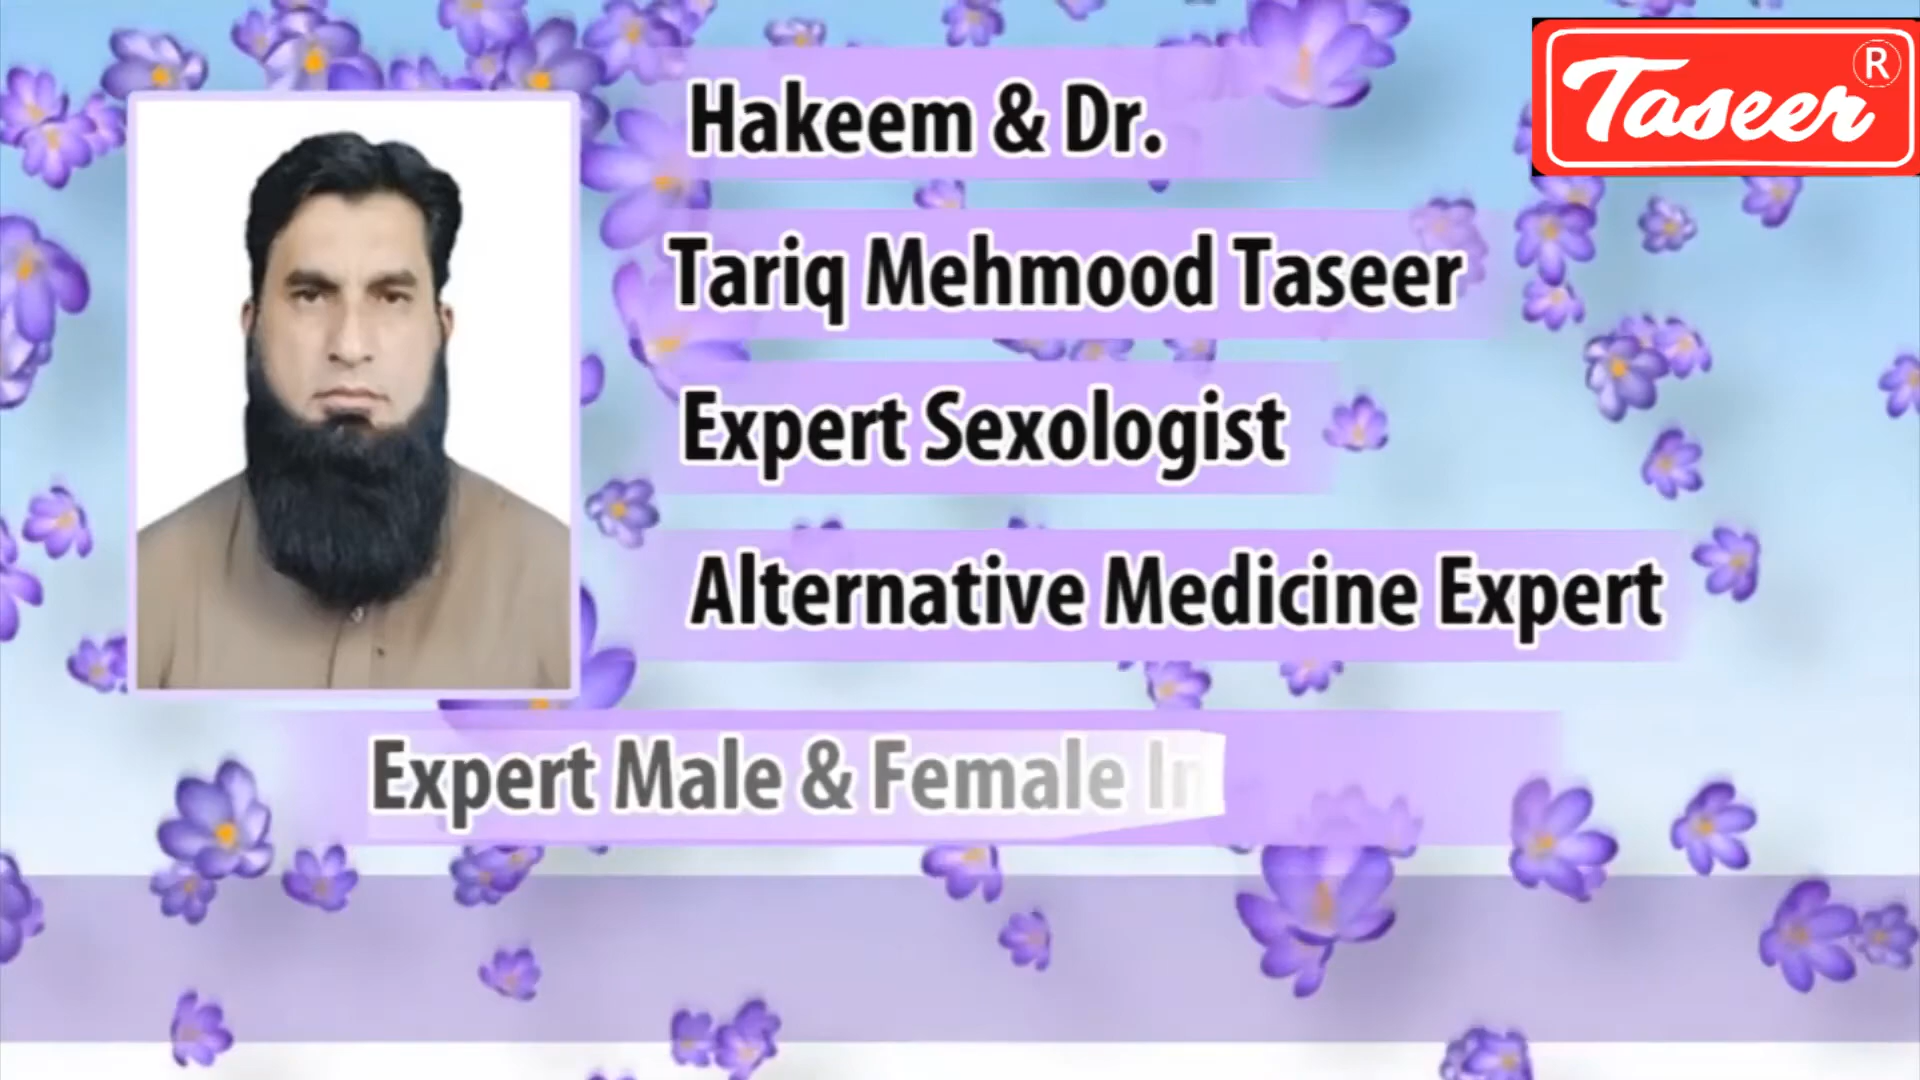 Taseer®
Hakeem & Dr.
Tariq Mehmood Taseer
Expert Sexologist
Alternative Medicine Expert
Expert Male & Female